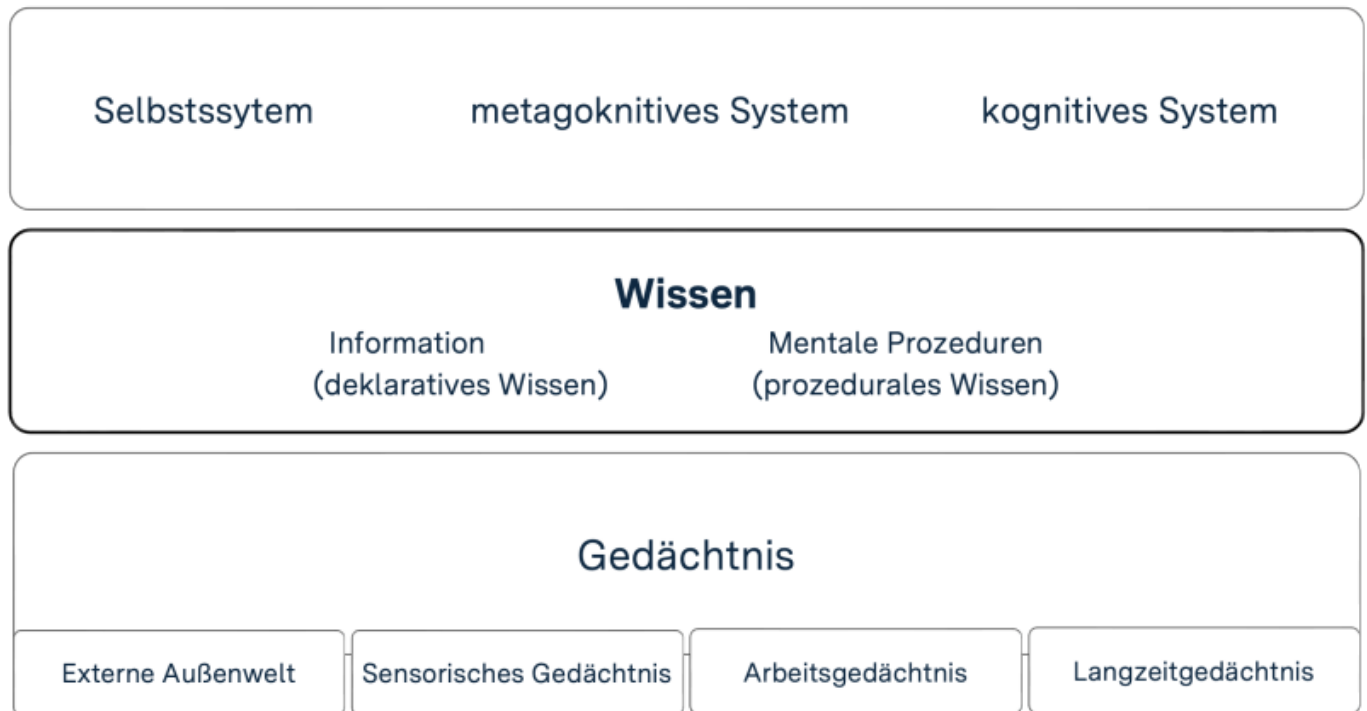 Selbstssytem metagoknitives System kognitives System
Wissen
Information Mentale Prozeduren
(deklaratives Wissen) (prozedurales Wissen)
Gedächtnis
Externe Außenwelt Sensorisches Gedächtnis Arbeitsgedächtnis Langzeitgedächtnis